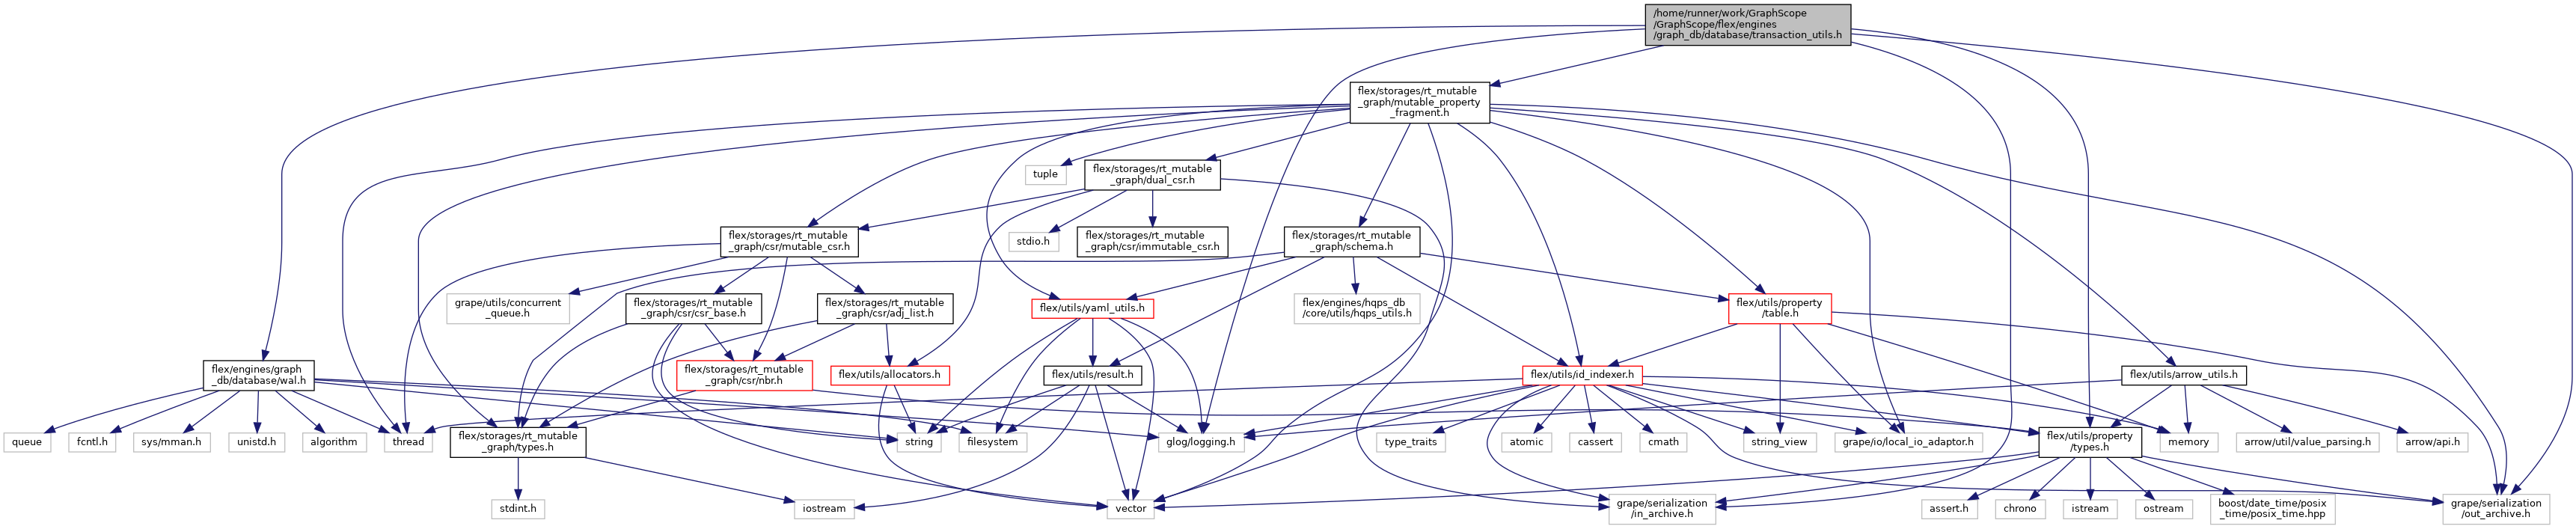 /home/runner/work/GraphScope
/GraphScope/flex/engines
/graph_db/database/transaction_utils.h
flex/storages/rt_mutable
_graph/mutable_property
_fragment.h
tuple
flex/storages/rt_mutable
_graph/dual_csr.h
flex/storages/rt_mutable
_graph/csr/mutable_csr.h
stdio.h
flex/storages/rt_mutable
_graph/csr/immutable_csr.h
flex/storages/rt_mutable
_graph/schema.h
grape/utils/concurrent
_queue.h
flex/storages/rt_mutable
_graph/csr/csr_base.h
flex/storages/rt_mutable
_graph/csr/adj_list.h
flex/utils/yaml_utils.h
flex/engines/hqps_db
/core/utils/hqps_utils.h
flex/utils/property
/table.h
flex/engines/graph
_db/database/wal.h
flex/storages/rt_mutable
_graph/csr/nbr.h
flex/utils/allocators.h
flex/utils/result.h
flex/utils/id_indexer.h
flex/utils/arrow_utils.h
queue
fcntl.h
sys/mman.h
unistd.h
algorithm
thread
flex/storages/rt_mutable
_graph/types.h
string
filesystem
glog/logging.h
type_traits
atomic
cassert
cmath
string_view
grape/io/local_io_adaptor.h
flex/utils/property
/types.h
memory
arrow/util/value_parsing.h
arrow/api.h
stdint.h
iostream
vector
grape/serialization
/in_archive.h
assert.h
chrono
istream
ostream
boost/date_time/posix
_time/posix_time.hpp
grape/serialization
/out_archive.h